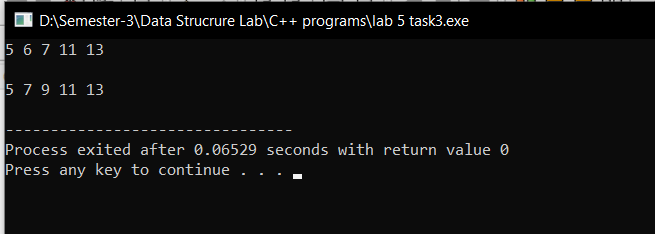 D:\Semester-3\Data Strucrure Lab\C++ programs\lab 5 task3.exe
5 6 7 11 13
5 7 9 11 13
--------------------------------
Process exited after 0.06529 seconds with return value 0
Press any key to continue . . .